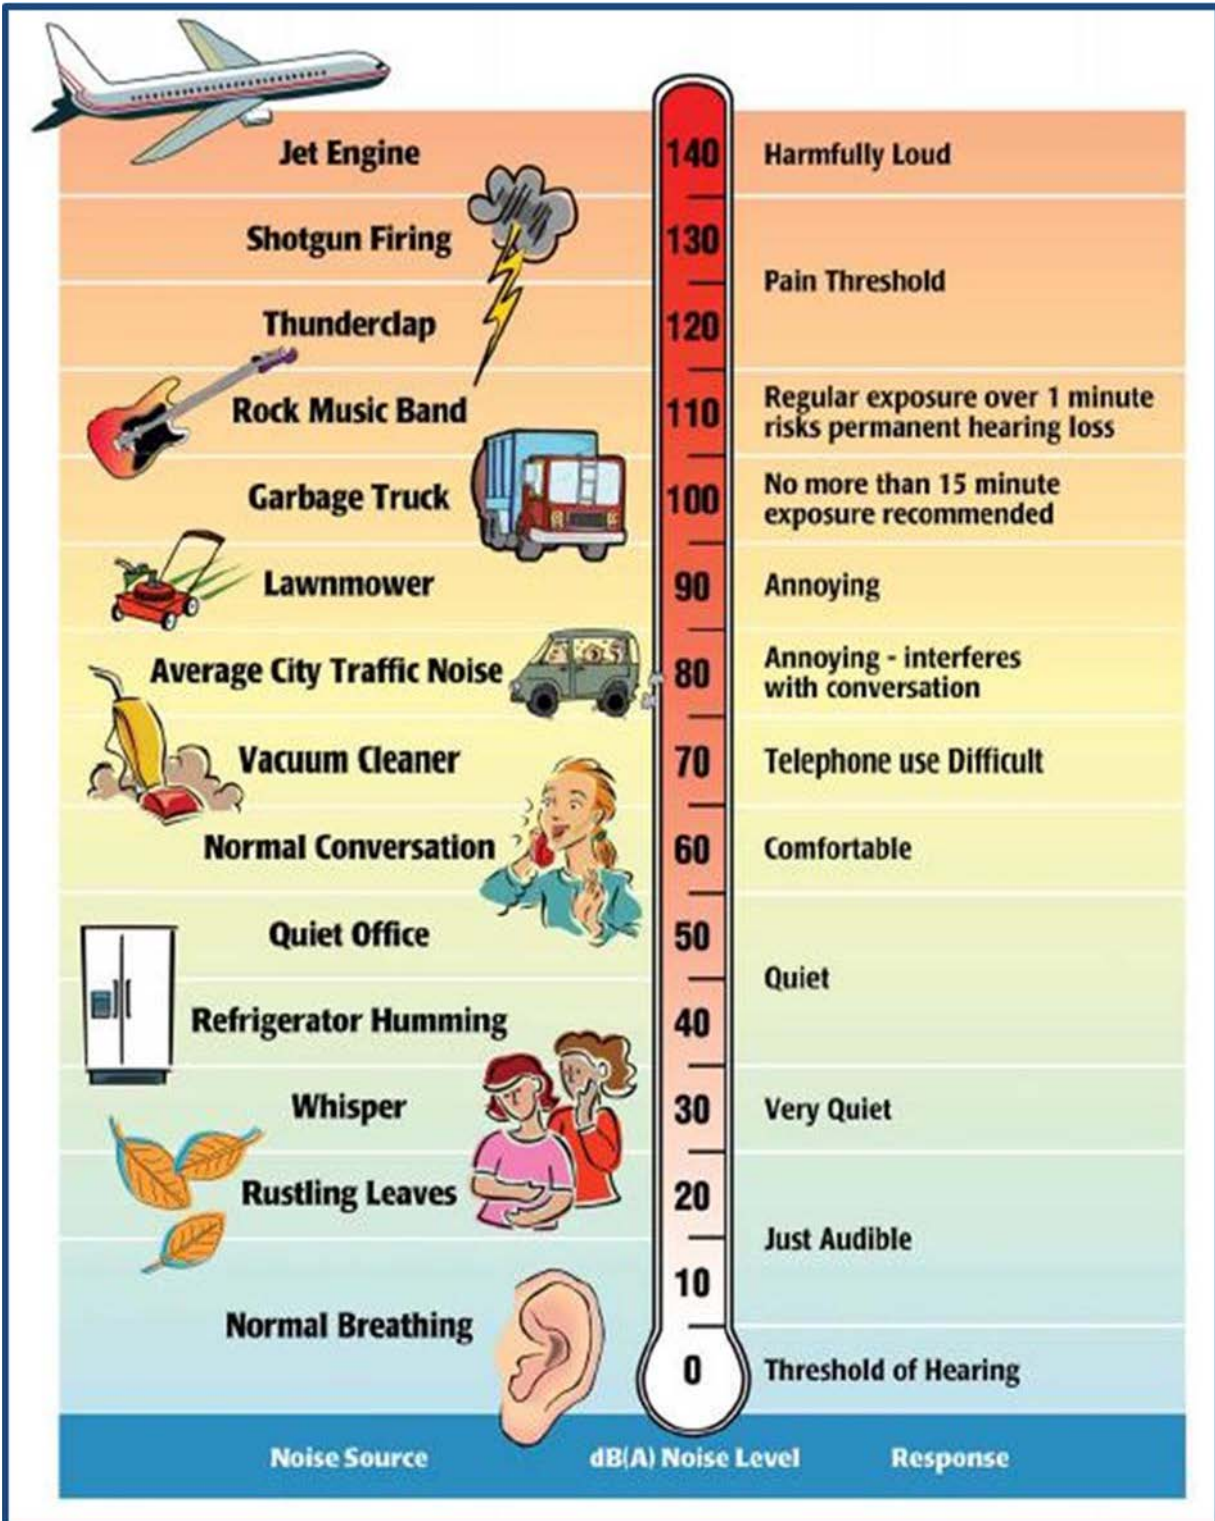 Jet Engine
140
Harmfully Loud
Shotgun Firing
130
Pain Threshold
Thunderclap
120
Rock Music Band
110
Regular exposure over 1 minute
risks permanent hearing loss
Garbage Truck
100
No more than 15 minute
exposure recommended
Lawnmower
90
Annoying
Average City Traffic Noise
80
Annoying - interferes
with conversation
Vacuum Cleaner
70
Telephone use Difficult
Normal Conversation
60
Comfortable
Quiet Office
50
Quiet
Refrigerator Humming
40
Whisper
30
Very Quiet
Rustling Leaves
20
Just Audible
10
Normal Breathing
0
Threshold of Hearing
Noise Source
dB(A) Noise Level
Response